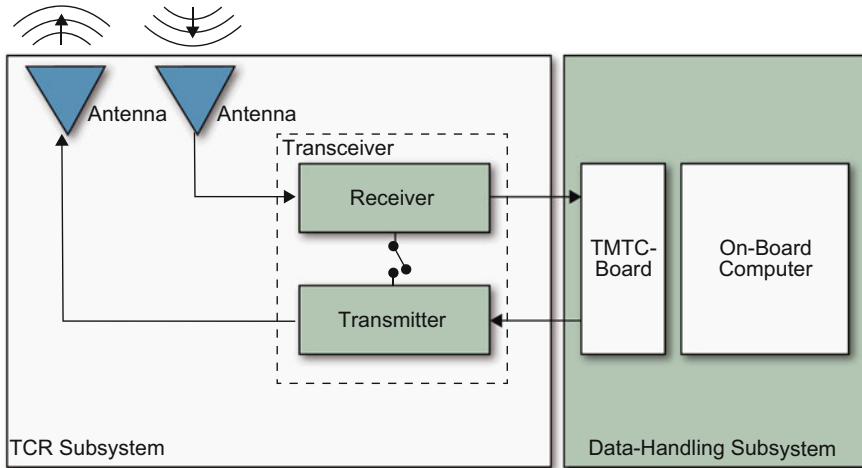 Antenna
Antenna
Transceiver
Receiver
Transmitter
TMTC-
Board
On-Board
Computer
TCR Subsystem
Data-Handling Subsystem